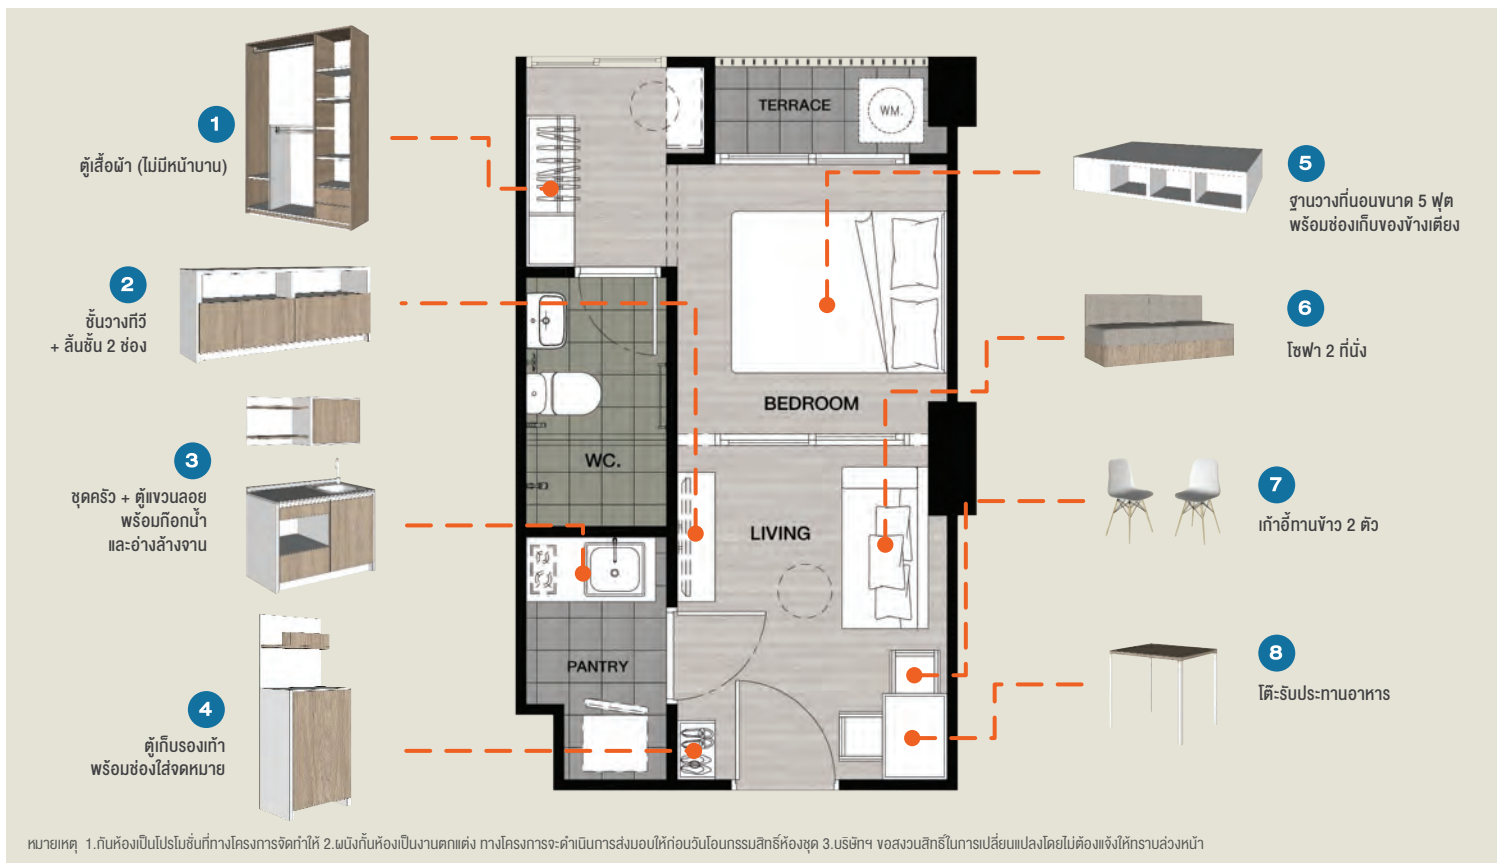 1
ตู้เสื้อผ้า (ไม่มีหน้าบาน)
2
ชั้นวางทีวี
+ ลิ้นชั้น 2 ช่อง
3
ชุดครัว + ตู้แขวนลอย
พร้อมก๊อกน้ำ
และอ่างล้างจาน
4
ตู้เก็บรองเท้า
พร้อมช่องใส่จดหมาย
TERRACE
WM.
BEDROOM
WC.
LIVING
PANTRY
5
ฐานวางที่นอนขนาด 5 ฟุต
พร้อมช่องเก็บของข้างเตียง
6
โซฟา 2 ที่นั่ง
7
เก้าอี้ทานข้าว 2 ตัว
8
โต๊ะรับประทานอาหาร
หมายเหตุ 1.กันห้องเป็นโปรโมชั่นที่ทางโครงการจัดทำให้ 2.ผนังกั้นห้องเป็นงานตกแต่ง ทางโครงการจะดำเนินการส่งมอบให้ก่อนวันโอนกรรมสิทธิ์ห้องชุด 3.บริษัทฯ ขอสงวนสิทธิ์ในการเปลี่ยนแปลงโดยไม่ต้องแจ้งให้ทราบล่วงหน้า